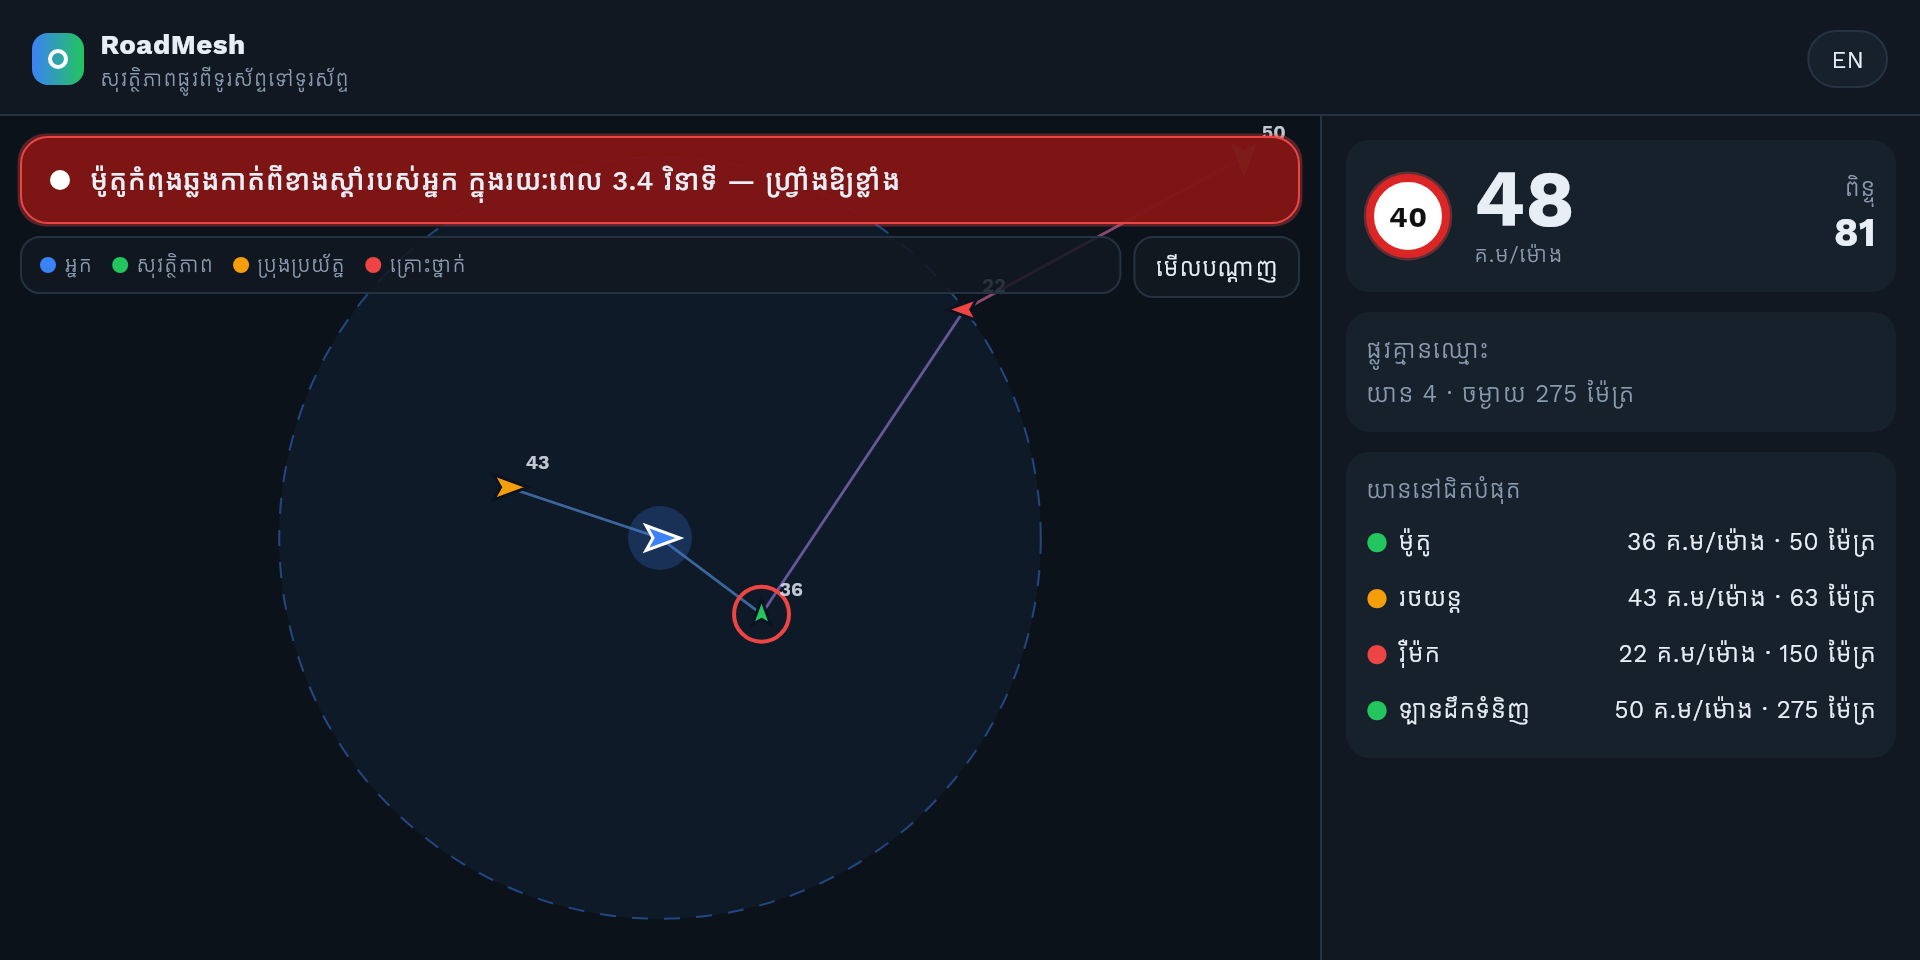 RoadMesh
សុវត្ថិភាពផ្លូវពីទូរស័ព្ទទៅទូរស័ព្ទ
EN
50
ម៉ូតូកំពុងឆ្លងកាត់ពីខាងស្តាំរបស់អ្នក ក្នុងរយៈពេល 3.4 វិនាទី — ហ្វ្រាំងឱ្យខ្លាំង
អ្នក
សុវត្ថិភាព
ប្រុងប្រយ័ត្ន
គ្រោះថ្នាក់
មើលបណ្តាញ
22
43
36
40
48
គ.ម/ម៉ោង
ពិន្ទុ
81
ផ្លូវគ្មានឈ្មោះ
យាន 4 · ចម្ងាយ 275 ម៉ែត្រ
យាននៅជិតបំផុត
ម៉ូតូ 36 គ.ម/ម៉ោង · 50 ម៉ែត្រ
រថយន្ត 43 គ.ម/ម៉ោង · 63 ម៉ែត្រ
រ៉ឺម៉ក 22 គ.ម/ម៉ោង · 150 ម៉ែត្រ
ឡានដឹកទំនិញ 50 គ.ម/ម៉ោង · 275 ម៉ែត្រ